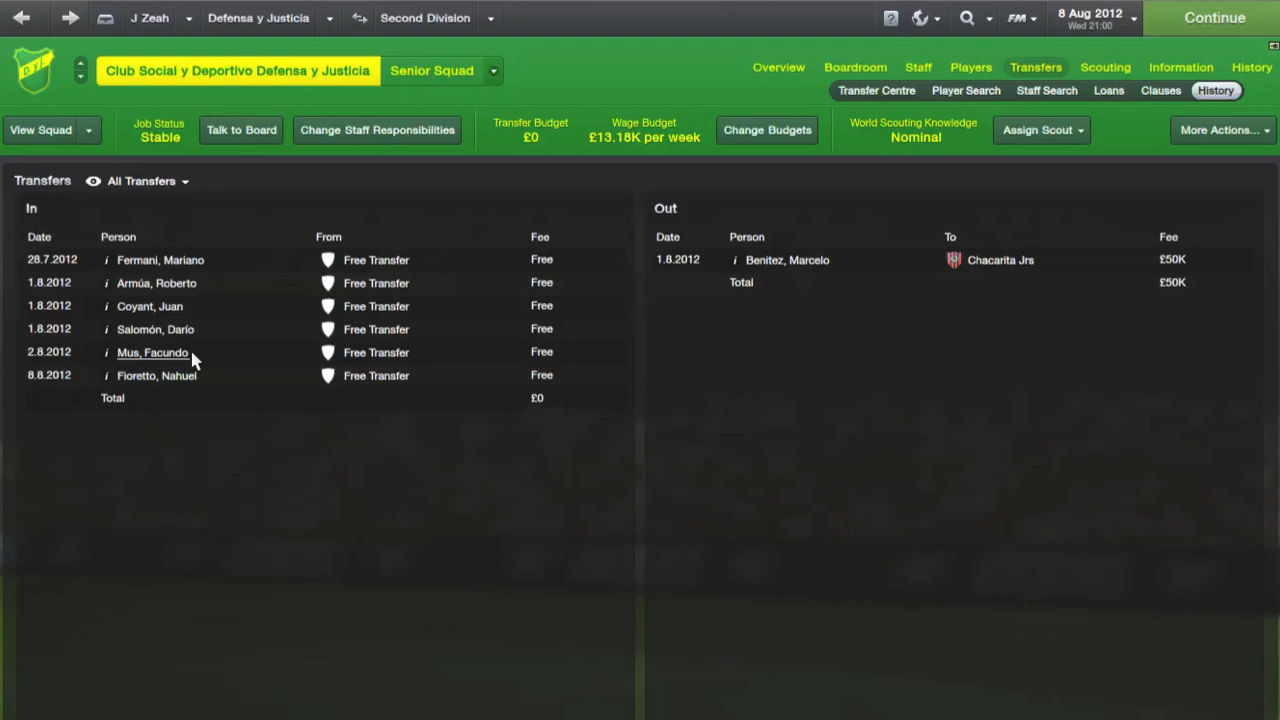 J Zeah Defensa y Justicia Second Division ? FM 8 Aug 2012 Continue
Wed 21:00
D. y J.
Club Social y Deportivo Defensa y Justicia Senior Squad Overview Boardroom Staff Players Transfers Scouting Information History
Transfer Centre Player Search Staff Search Loans Clauses History
View Squad Job Status Talk to Board Change Staff Responsibilities Transfer Budget Wage Budget Change Budgets World Scouting Knowledge Assign Scout More Actions...
Stable £0 £13.18K per week Nominal
Transfers All Transfers
In Out
Date Person From Fee Date Person To Fee
28.7.2012 i Fermani, Mariano Free Transfer Free 1.8.2012 i Benitez, Marcelo Chacarita Jrs £50K
1.8.2012 i Armúa, Roberto Free Transfer Free Total £50K
1.8.2012 i Coyant, Juan Free Transfer Free
1.8.2012 i Salomón, Darío Free Transfer Free
2.8.2012 i Mus, Facundo Free Transfer Free
8.8.2012 i Fioretto, Nahuel Free Transfer Free
Total £0